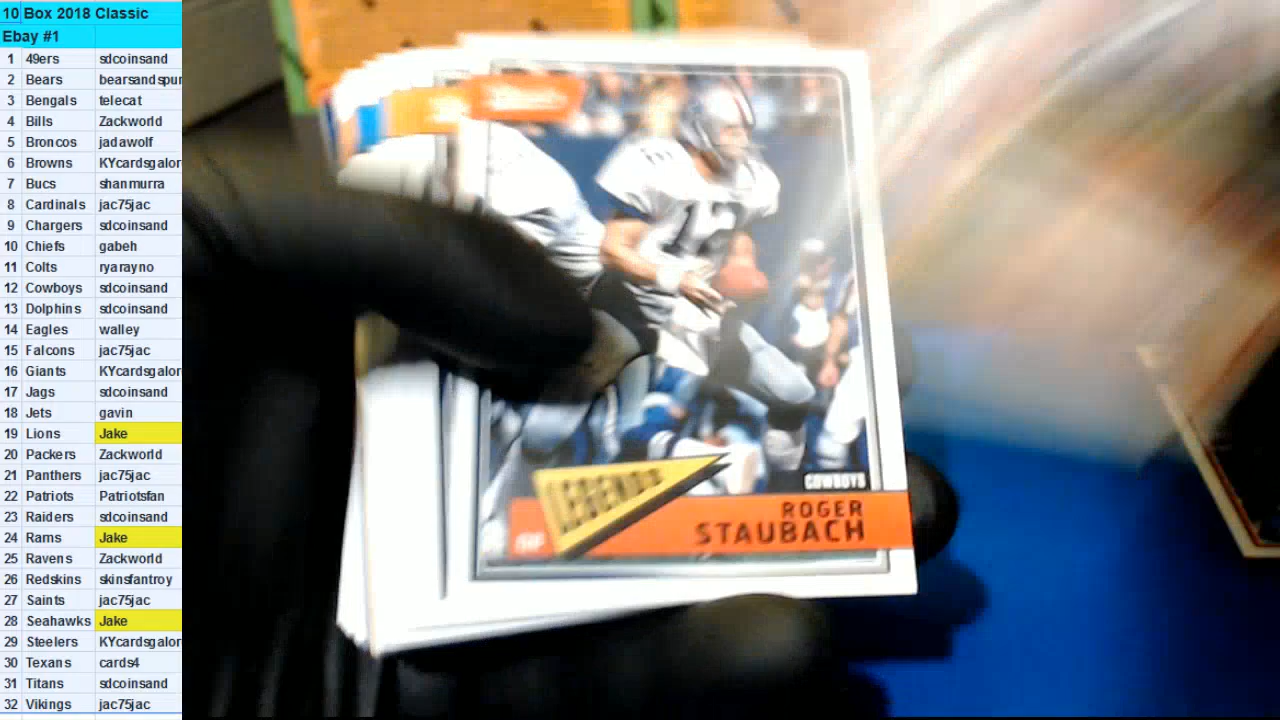 10 Box 2018 Classic
Ebay #1
1 49ers sdcoinsand
2 Bears bearsandspur
3 Bengals telecat
4 Bills Zackworld
5 Broncos jadawolf
6 Browns KYcardsgalor
7 Bucs shanmurra
8 Cardinals jac75jac
9 Chargers sdcoinsand
10 Chiefs gabeh
11 Colts ryarayno
12 Cowboys sdcoinsand
13 Dolphins sdcoinsand
14 Eagles walley
15 Falcons jac75jac
16 Giants KYcardsgalor
17 Jags sdcoinsand
18 Jets gavin
19 Lions Jake
20 Packers Zackworld
21 Panthers jac75jac
22 Patriots Patriotsfan
23 Raiders sdcoinsand
24 Rams Jake
25 Ravens Zackworld
26 Redskins skinsfantroy
27 Saints jac75jac
28 Seahawks Jake
29 Steelers KYcardsgalor
30 Texans cards4
31 Titans sdcoinsand
32 Vikings jac75jac
12
COWBOYS
LEGENDS
ROGER
STAUBACH